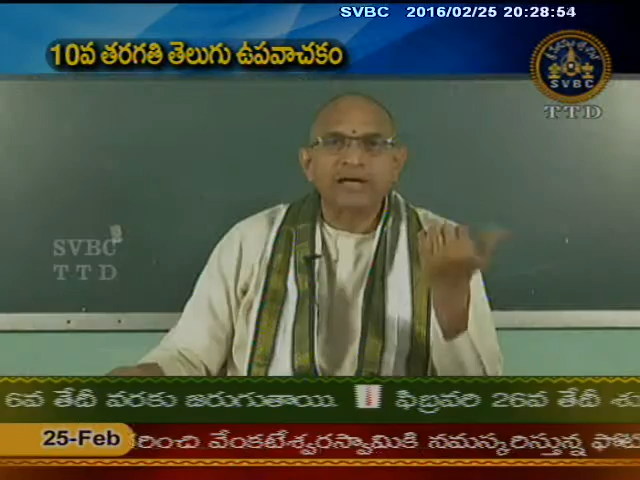 SVBC 2016/02/25 20:28:54
10వ తరగతి తెలుగు ఉపవాచకం
SVBC
TTD
SVBC
TTD
6వ తేదీ వరకు జరుగుతాయి. ఫిబ్రవరి 26వ తేదీ
25-Feb వేంకటేశ్వరస్వామికి నమస్కరిస్తున్న